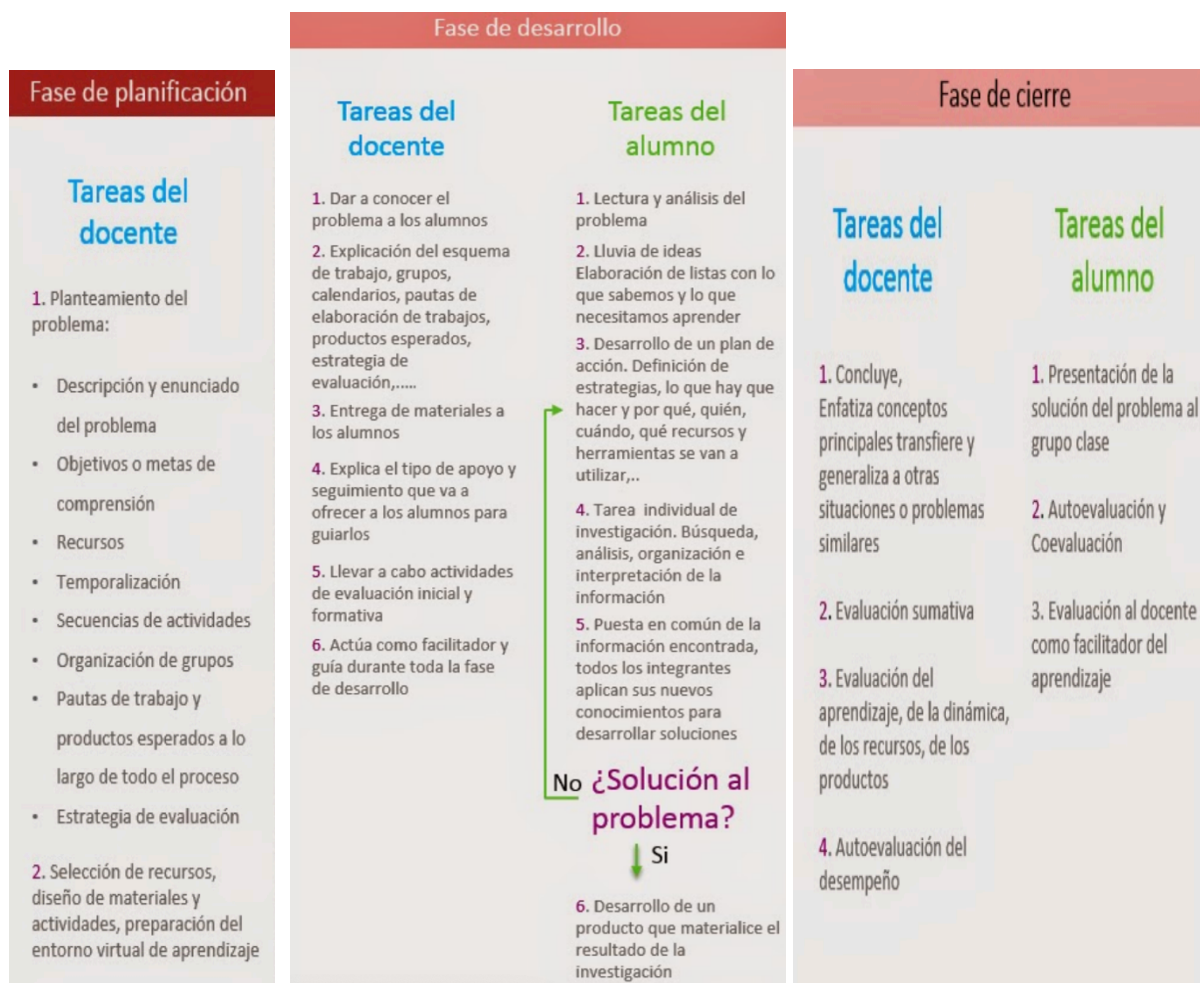 Fase de planificación
Tareas del
docente
1. Planteamiento del
problema:
• Descripción y enunciado
del problema
• Objetivos o metas de
comprensión
• Recursos
• Temporalización
• Secuencias de actividades
• Organización de grupos
• Pautas de trabajo y
productos esperados a lo
largo de todo el proceso
• Estrategia de evaluación
2. Selección de recursos,
diseño de materiales y
actividades, preparación del
entorno virtual de aprendizaje
Fase de desarrollo
Tareas del
docente
1. Dar a conocer el
problema a los alumnos
2. Explicación del esquema
de trabajo, grupos,
calendarios, pautas de
elaboración de trabajos,
productos esperados,
estrategia de
evaluación,.....
3. Entrega de materiales a
los alumnos
4. Explica el tipo de apoyo y
seguimiento que va a
ofrecer a los alumnos para
guiarlos
5. Llevar a cabo actividades
de evaluación inicial y
formativa
6. Actúa como facilitador y
guía durante toda la fase
de desarrollo
Tareas del
alumno
1. Lectura y análisis del
problema
2. Lluvia de ideas
Elaboración de listas con lo
que sabemos y lo que
necesitamos aprender
3. Desarrollo de un plan de
acción. Definición de
estrategias, lo que hay que
hacer y por qué, quién,
cuándo, qué recursos y
herramientas se van a
utilizar,..
4. Tarea individual de
investigación. Búsqueda,
análisis, organización e
interpretación de la
información
5. Puesta en común de la
información encontrada,
todos los integrantes
aplican sus nuevos
conocimientos para
desarrollar soluciones
No ¿Solución al
problema?
Si
6. Desarrollo de un
producto que materialice el
resultado de la
investigación
Fase de cierre
Tareas del
docente
1. Concluye,
Enfatiza conceptos
principales transfiere y
generaliza a otras
situaciones o problemas
similares
2. Evaluación sumativa
3. Evaluación del
aprendizaje, de la dinámica,
de los recursos, de los
productos
4. Autoevaluación del
desempeño
Tareas del
alumno
1. Presentación de la
solución del problema al
grupo clase
2. Autoevaluación y
Coevaluación
3. Evaluación al docente
como facilitador del
aprendizaje